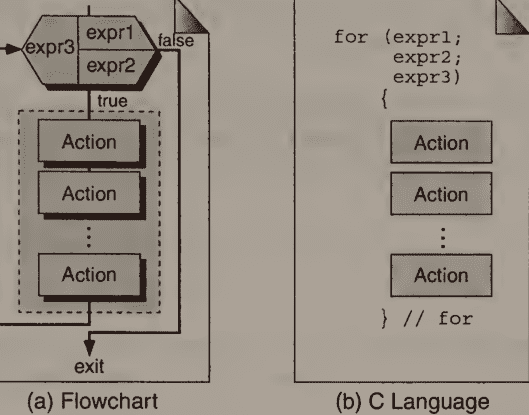 expr3
expr1
false
expr2
true
Action
Action
Action
exit
(a) Flowchart
for (expr1;
expr2;
expr3)
{
Action
Action
Action
} // for
(b) C Language